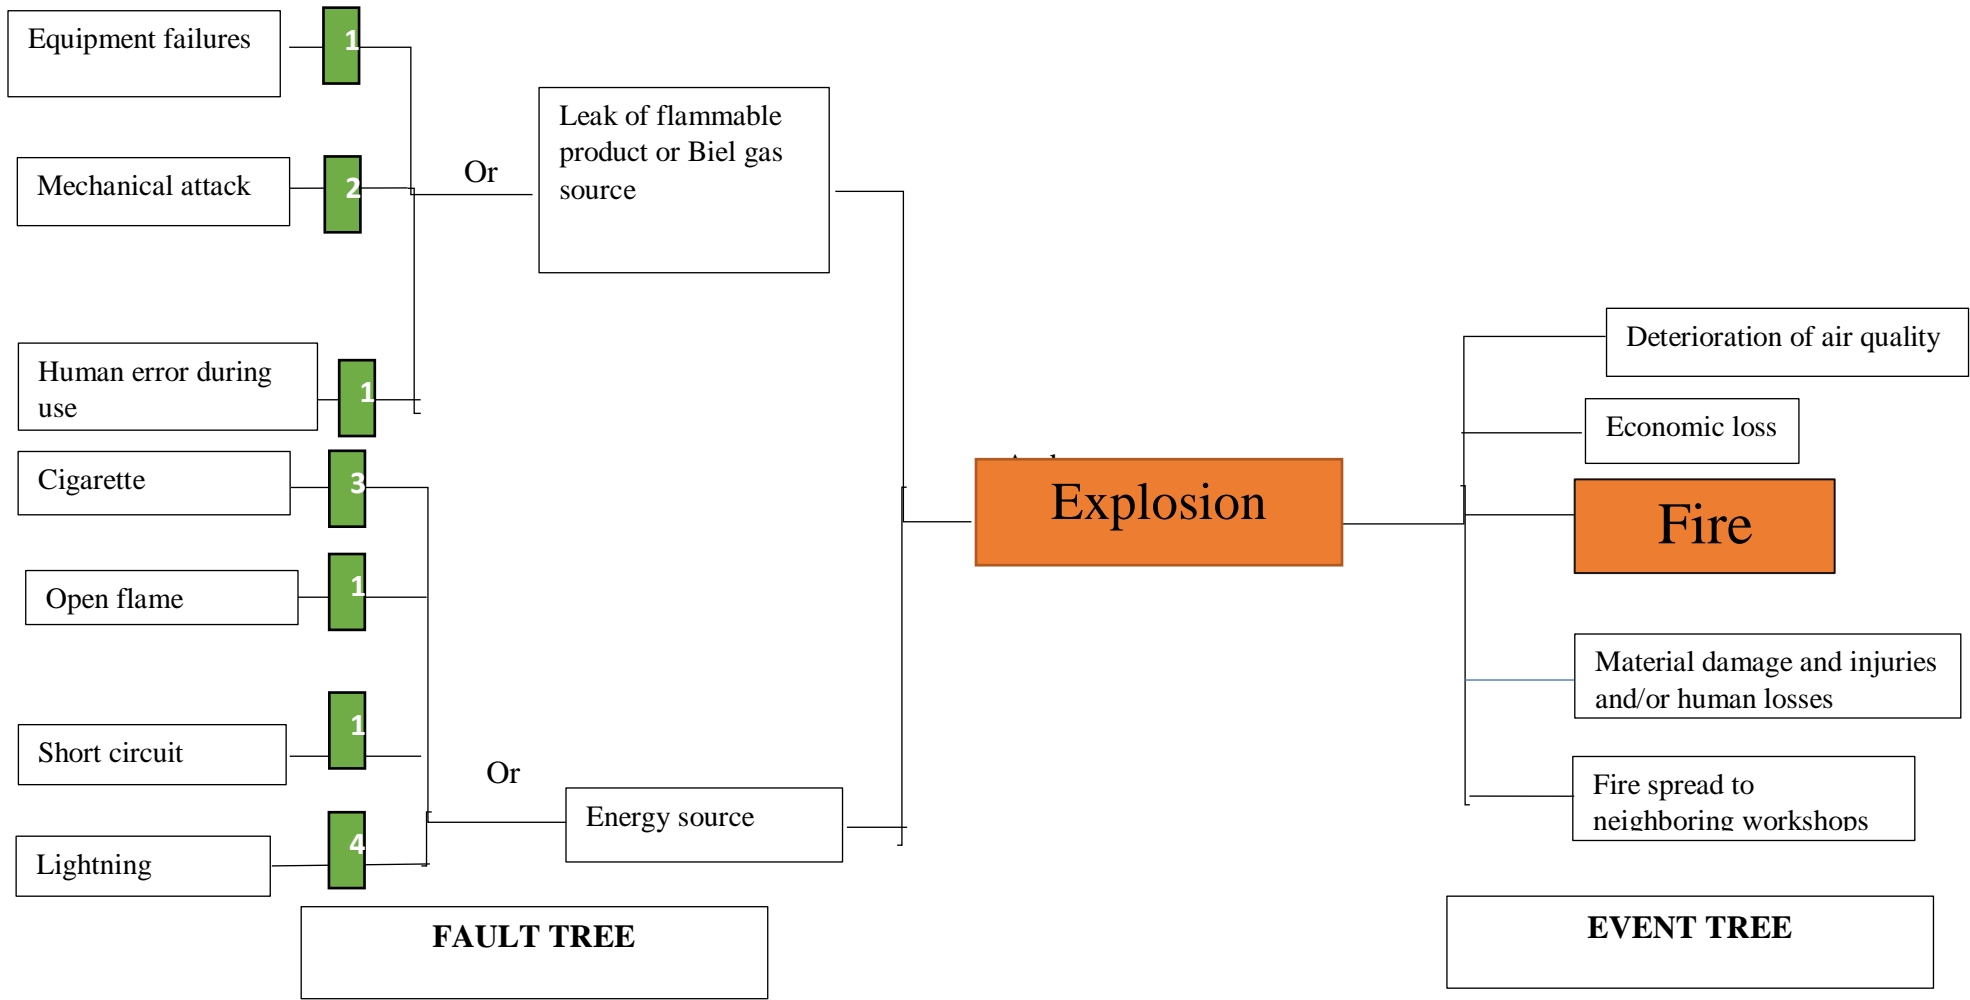 Equipment failures
1
Leak of flammable
product or Biel gas
source
Or
Mechanical attack
2
Human error during
use
1
Cigarette
3
Open flame
1
Short circuit
1
Lightning
4
Or
Energy source
Explosion
Deterioration of air quality
Economic loss
Fire
Material damage and injuries
and/or human losses
Fire spread to
neighboring workshops
FAULT TREE
EVENT TREE